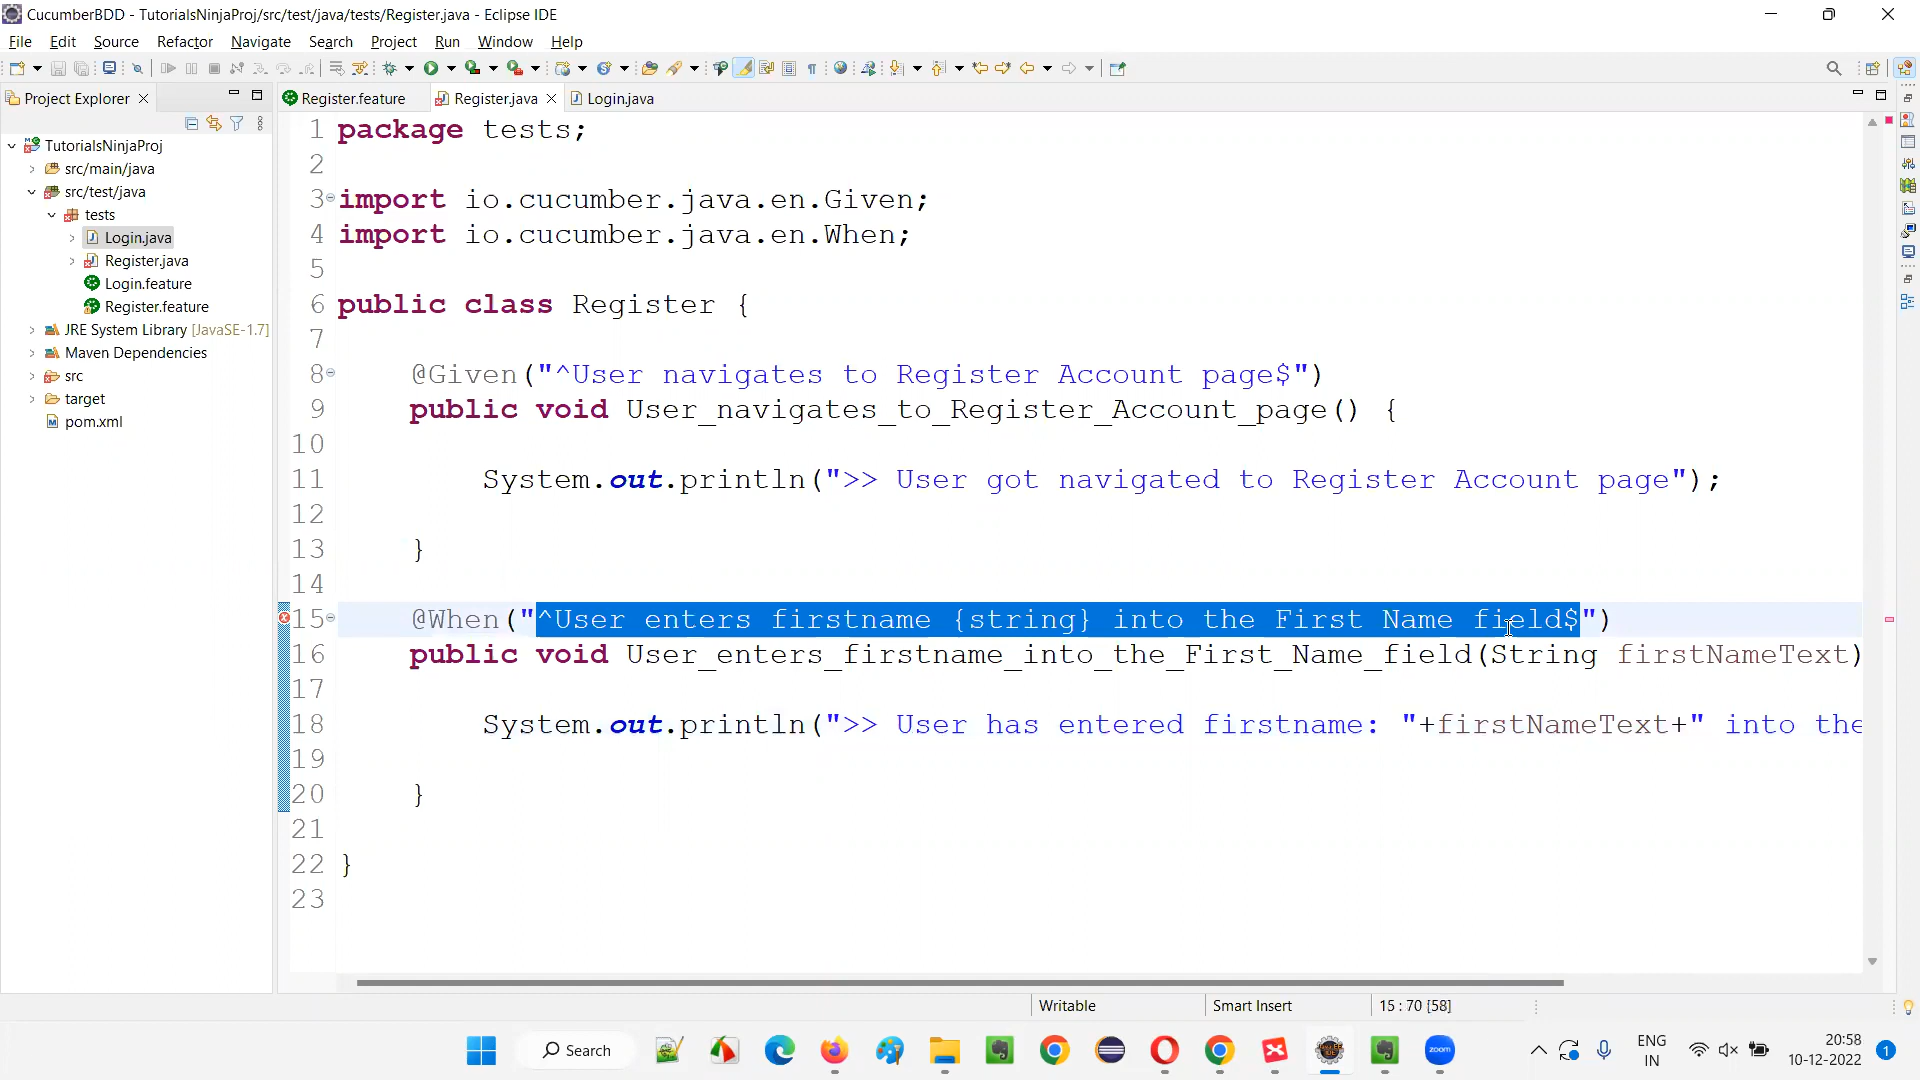 CucumberBDD - TutorialsNinjaProj/src/test/java/tests/Register.java - Eclipse IDE
File Edit Source Refactor Navigate Search Project Run Window Help
Project Explorer
Register.feature Register.java Login.java
TutorialsNinjaProj
src/main/java
src/test/java
tests
Login.java
Register.java
Login.feature
Register.feature
JRE System Library [JavaSE-1.7]
Maven Dependencies
src
target
pom.xml
1 package tests;
2
3 import io.cucumber.java.en.Given;
4 import io.cucumber.java.en.When;
5
6 public class Register {
7
8 @Given("^User navigates to Register Account page$")
9 public void User_navigates_to_Register_Account_page() {
10
11 System.out.println(">> User got navigated to Register Account page");
12
13 }
14
15 @When("^User enters firstname {string} into the First Name field$")
16 public void User_enters_firstname_into_the_First_Name_field(String firstNameText)
17
18 System.out.println(">> User has entered firstname: "+firstNameText+" into the
19
20 }
21
22 }
23
Writable Smart Insert 15 : 70 [58]
Search
zoom
ENG
IN
20:58
10-12-2022
1